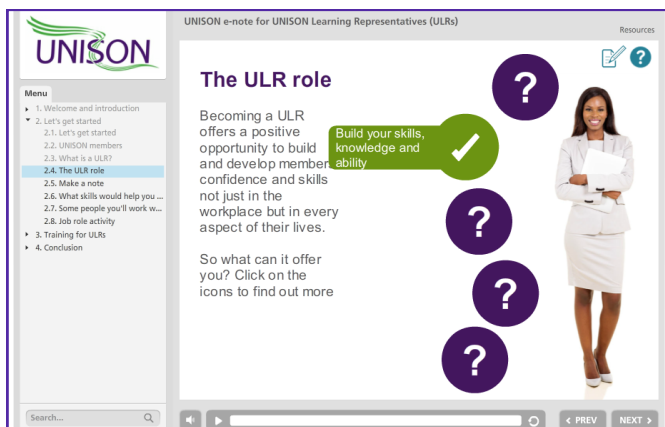 UNISON e-note for UNISON Learning Representatives (ULRs)
Resources
UNISON
Menu
1. Welcome and introduction
2. Let's get started
2.1. Let's get started
2.2. UNISON members
2.3. What is a ULR?
2.4. The ULR role
2.5. Make a note
2.6. What skills would help you ...
2.7. Some people you'll work w...
2.8. Job role activity
3. Training for ULRs
4. Conclusion
Search...
The ULR role
Becoming a ULR
offers a positive
opportunity to build
and develop member
confidence and skills
not just in the
workplace but in every
aspect of their lives.
So what can it offer
you? Click on the
icons to find out more
?
?
Build your skills,
knowledge and
ability
?
?
?
< PREV
NEXT >